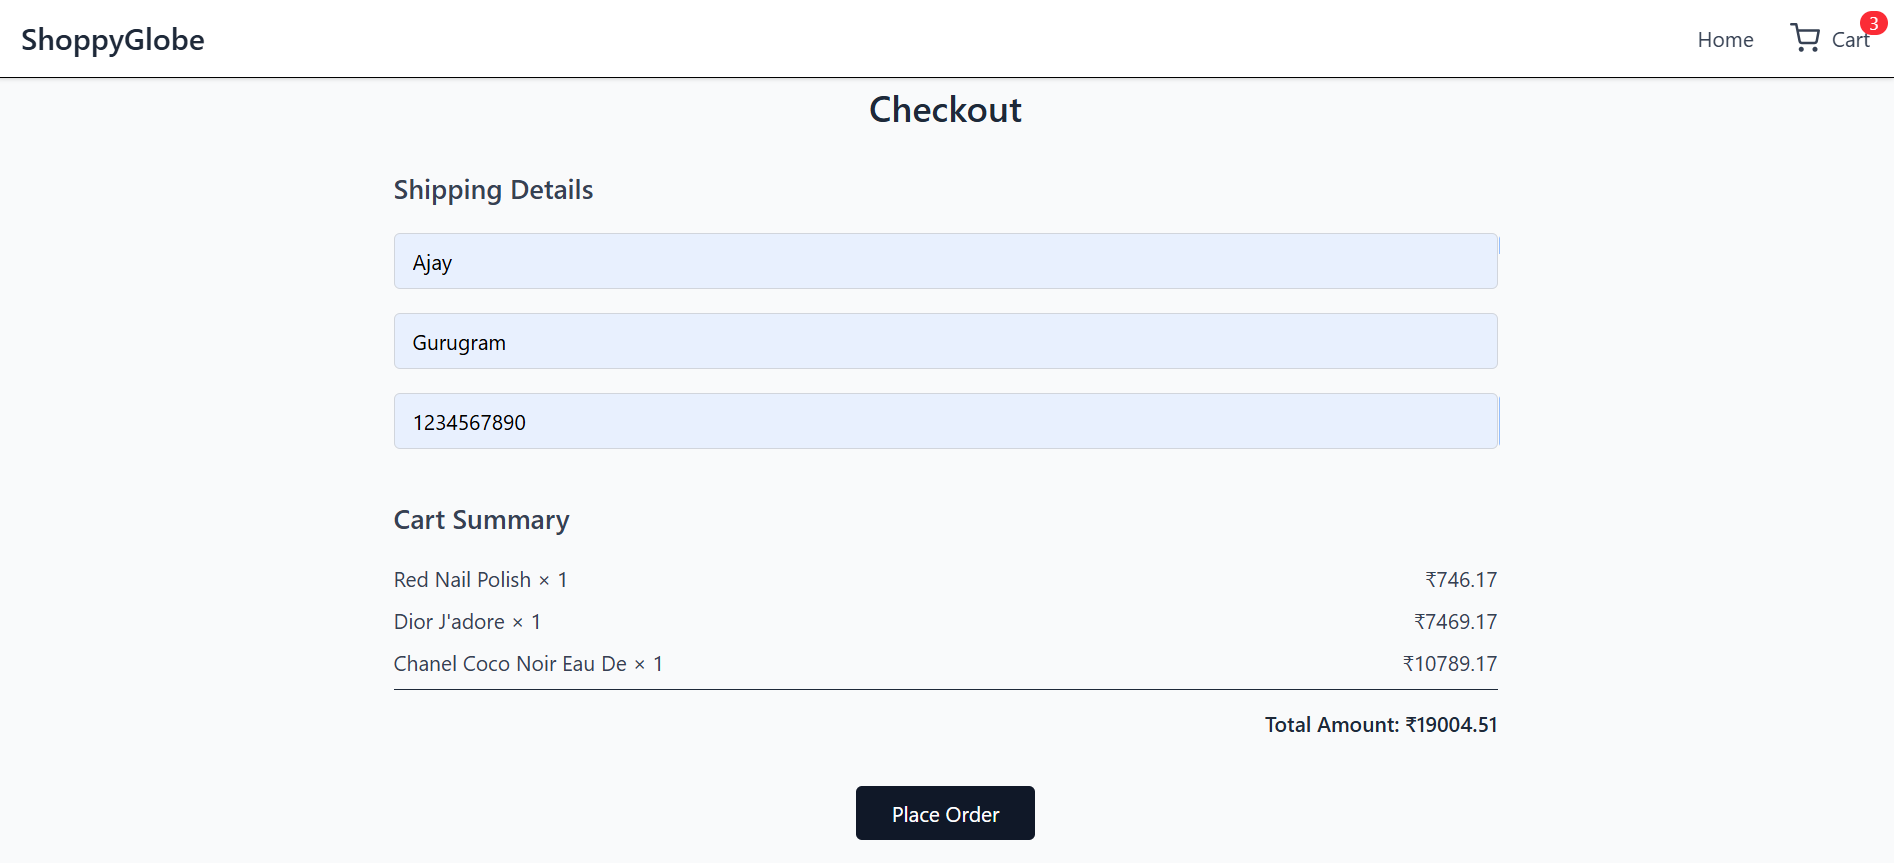 ShoppyGlobe
Home
Cart
3
Checkout
Shipping Details
Ajay
Gurugram
1234567890
Cart Summary
Red Nail Polish × 1 ₹746.17
Dior J'adore × 1 ₹7469.17
Chanel Coco Noir Eau De × 1 ₹10789.17
Total Amount: ₹19004.51
Place Order